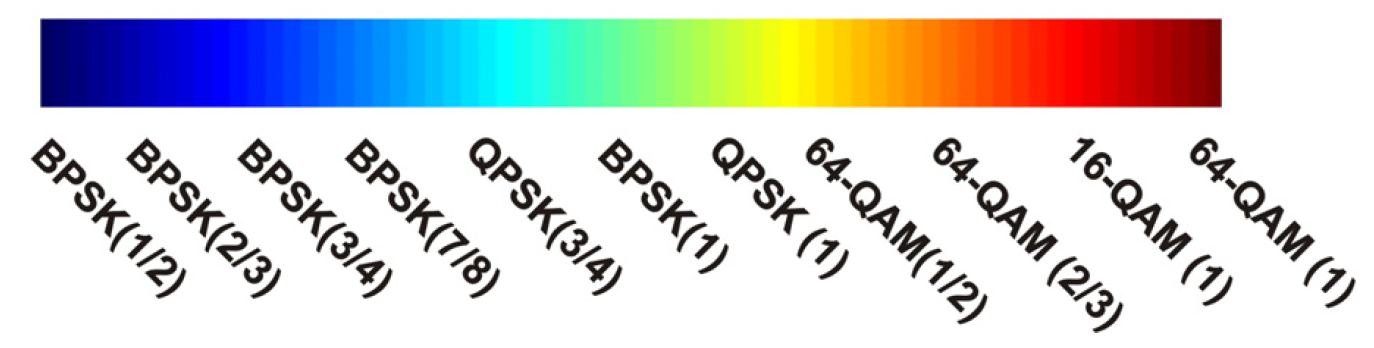 BPSK(1/2)
BPSK(2/3)
BPSK(3/4)
BPSK(7/8)
QPSK(3/4)
BPSK(1)
QPSK (1)
64-QAM(1/2)
64-QAM (2/3)
16-QAM (1)
64-QAM (1)